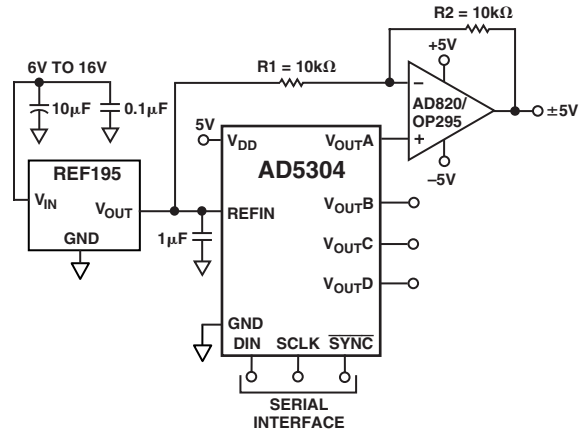 R2 = 10kΩ
6V TO 16V
R1 = 10kΩ
+5V
10μF
0.1μF
5V
–
AD820/
OP295
+
±5V
–5V
VDD
VOUTA
REF195
AD5304
VIN
VOUT
REFIN
VOUTB
GND
1μF
VOUTC
VOUTD
GND
DIN
SCLK
SYNC
SERIAL
INTERFACE